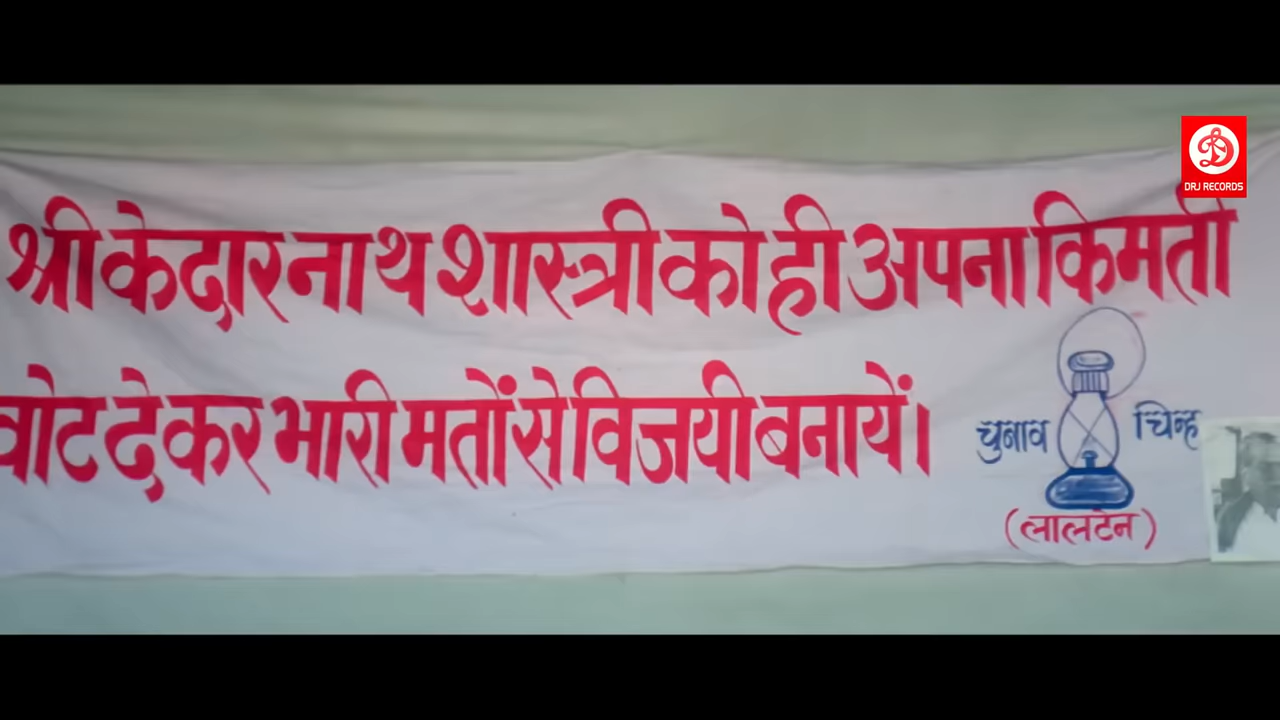 DRJ RECORDS
श्री केदारनाथ शास्त्री को ही अपना किमती
वोट देकर भारी मतों से विजयी बनायें।
चुनाव चिन्ह
(लालटेन)